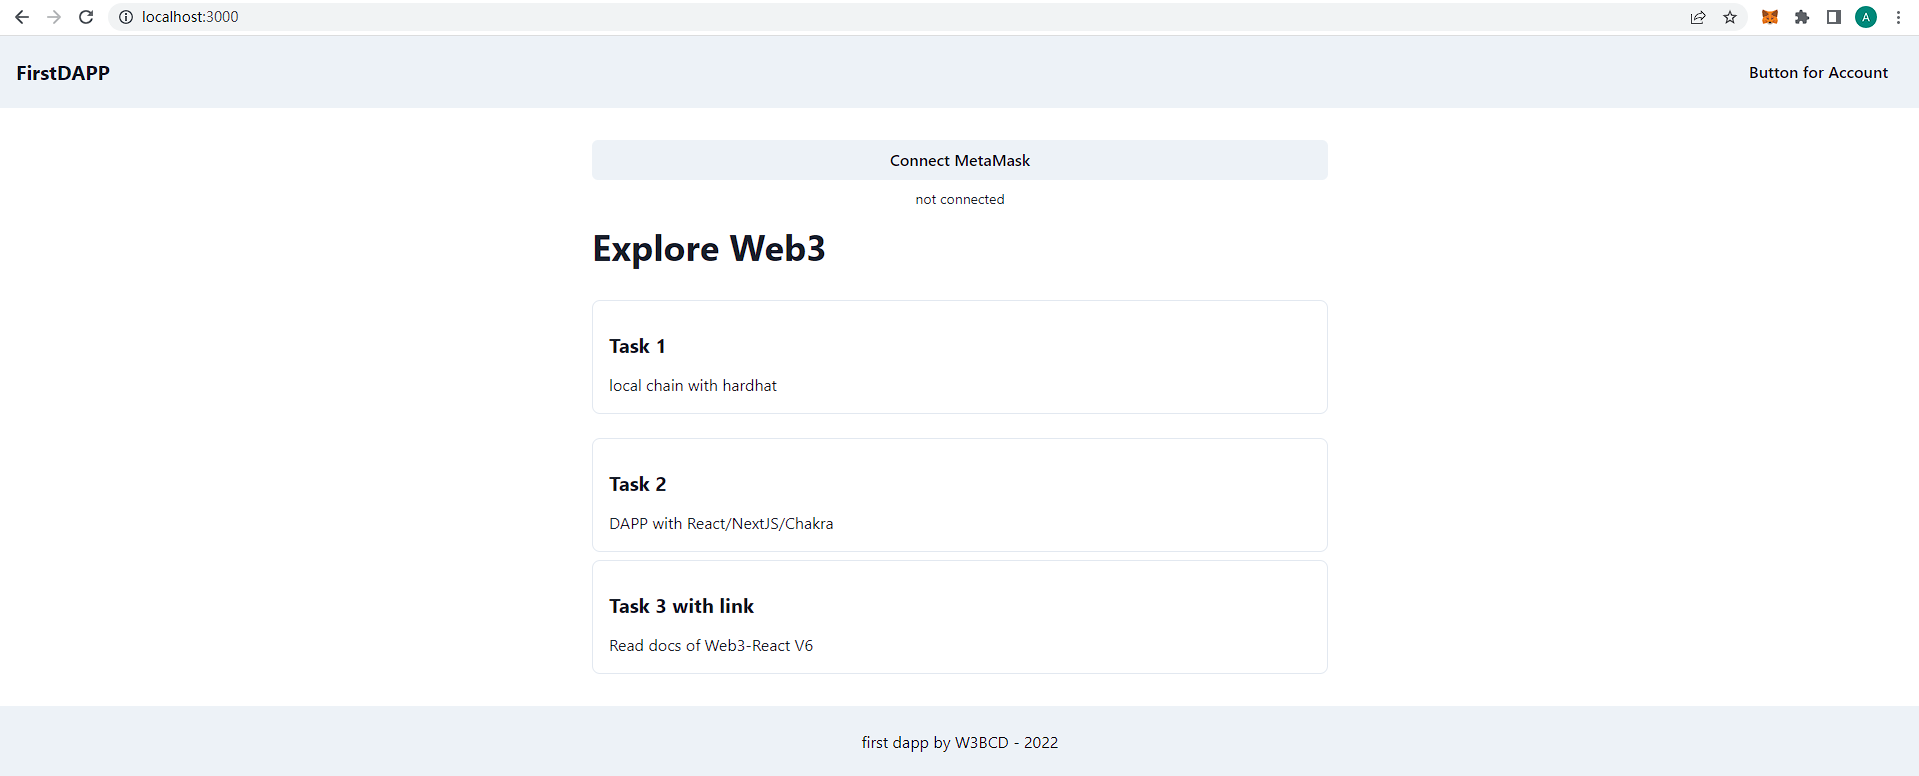 localhost:3000
A
FirstDAPP
Button for Account
Connect MetaMask
not connected
Explore Web3
Task 1
local chain with hardhat
Task 2
DAPP with React/NextJS/Chakra
Task 3 with link
Read docs of Web3-React V6
first dapp by W3BCD - 2022